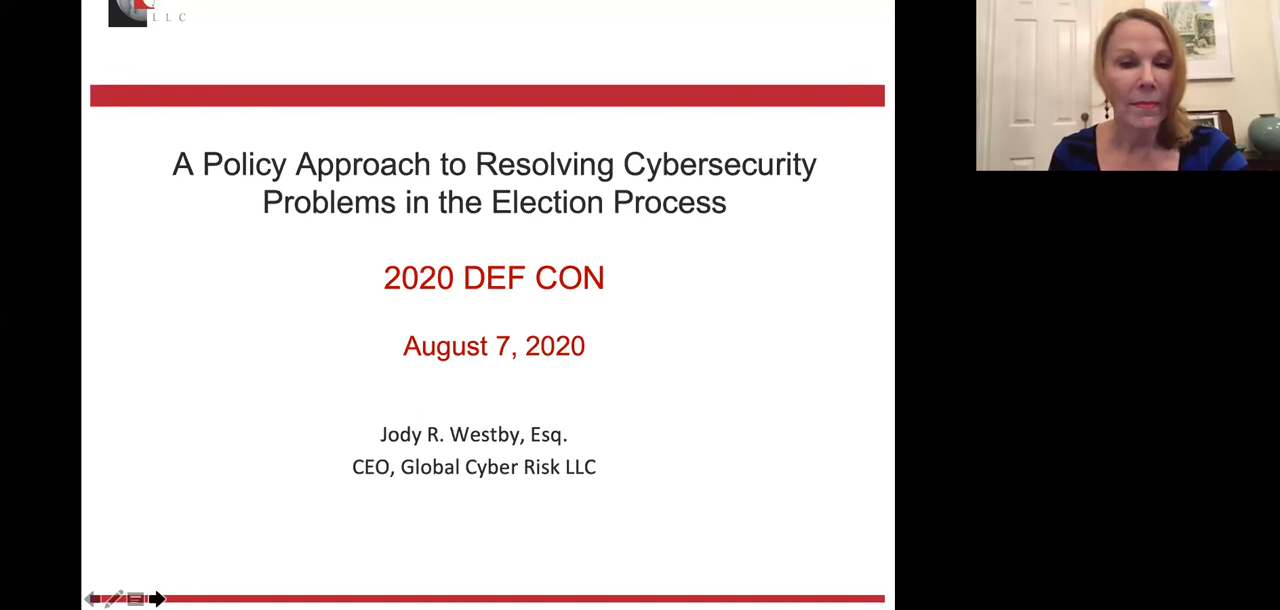 LLC
A Policy Approach to Resolving Cybersecurity
Problems in the Election Process
2020 DEF CON
August 7, 2020
Jody R. Westby, Esq.
CEO, Global Cyber Risk LLC